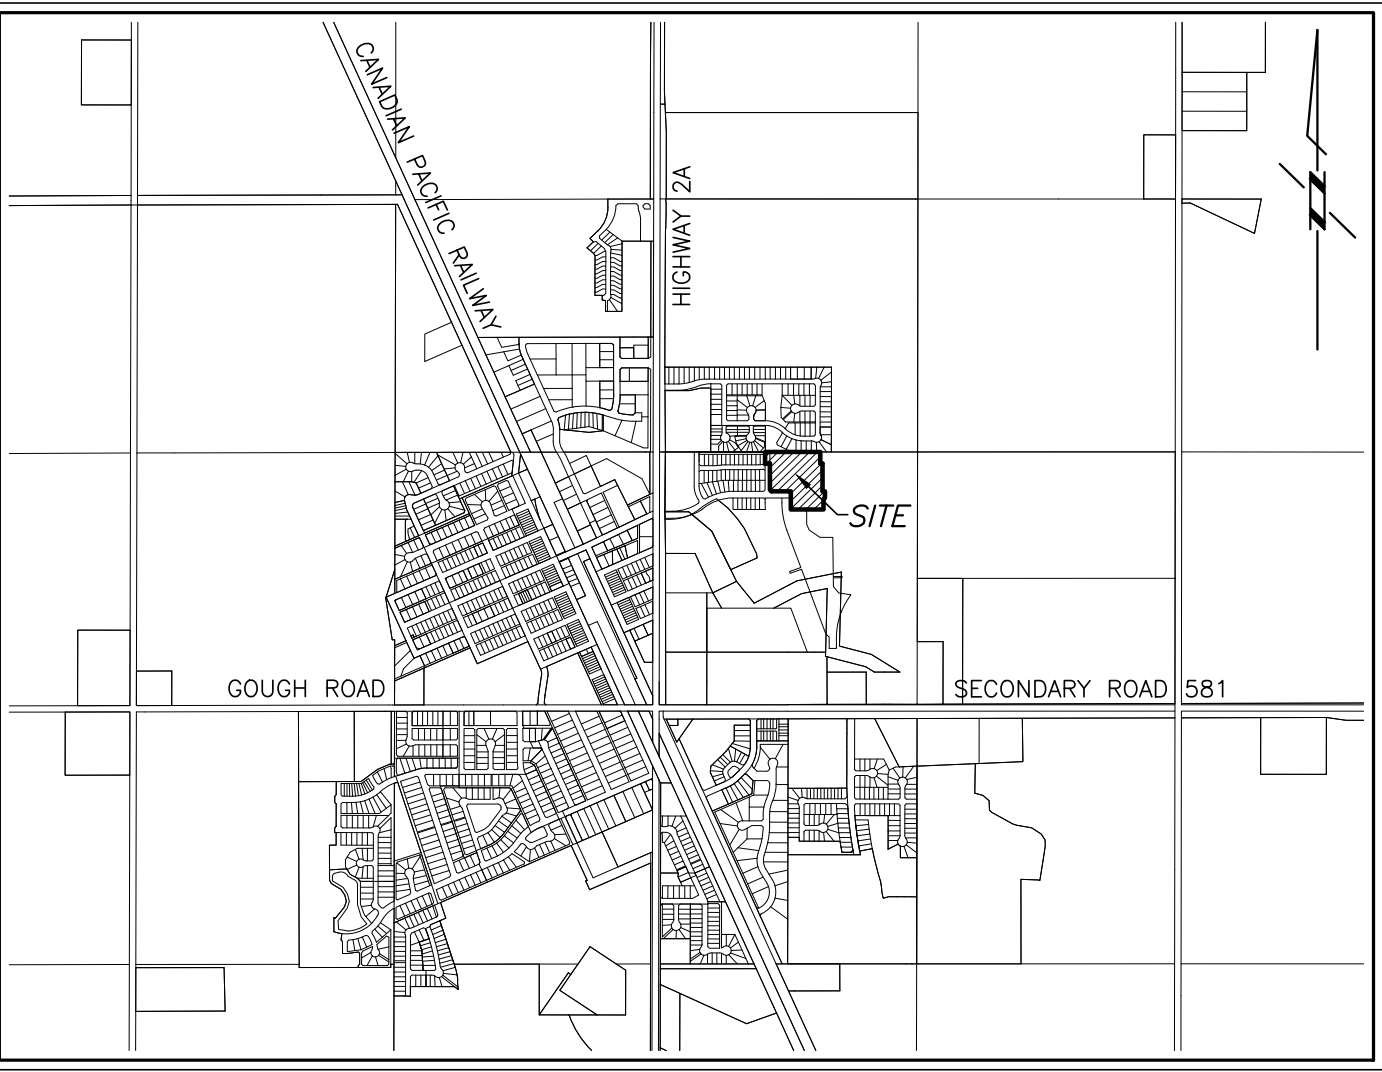 CANADIAN PACIFIC RAILWAY
HIGHWAY 2A
SITE
GOUGH ROAD
SECONDARY ROAD 581